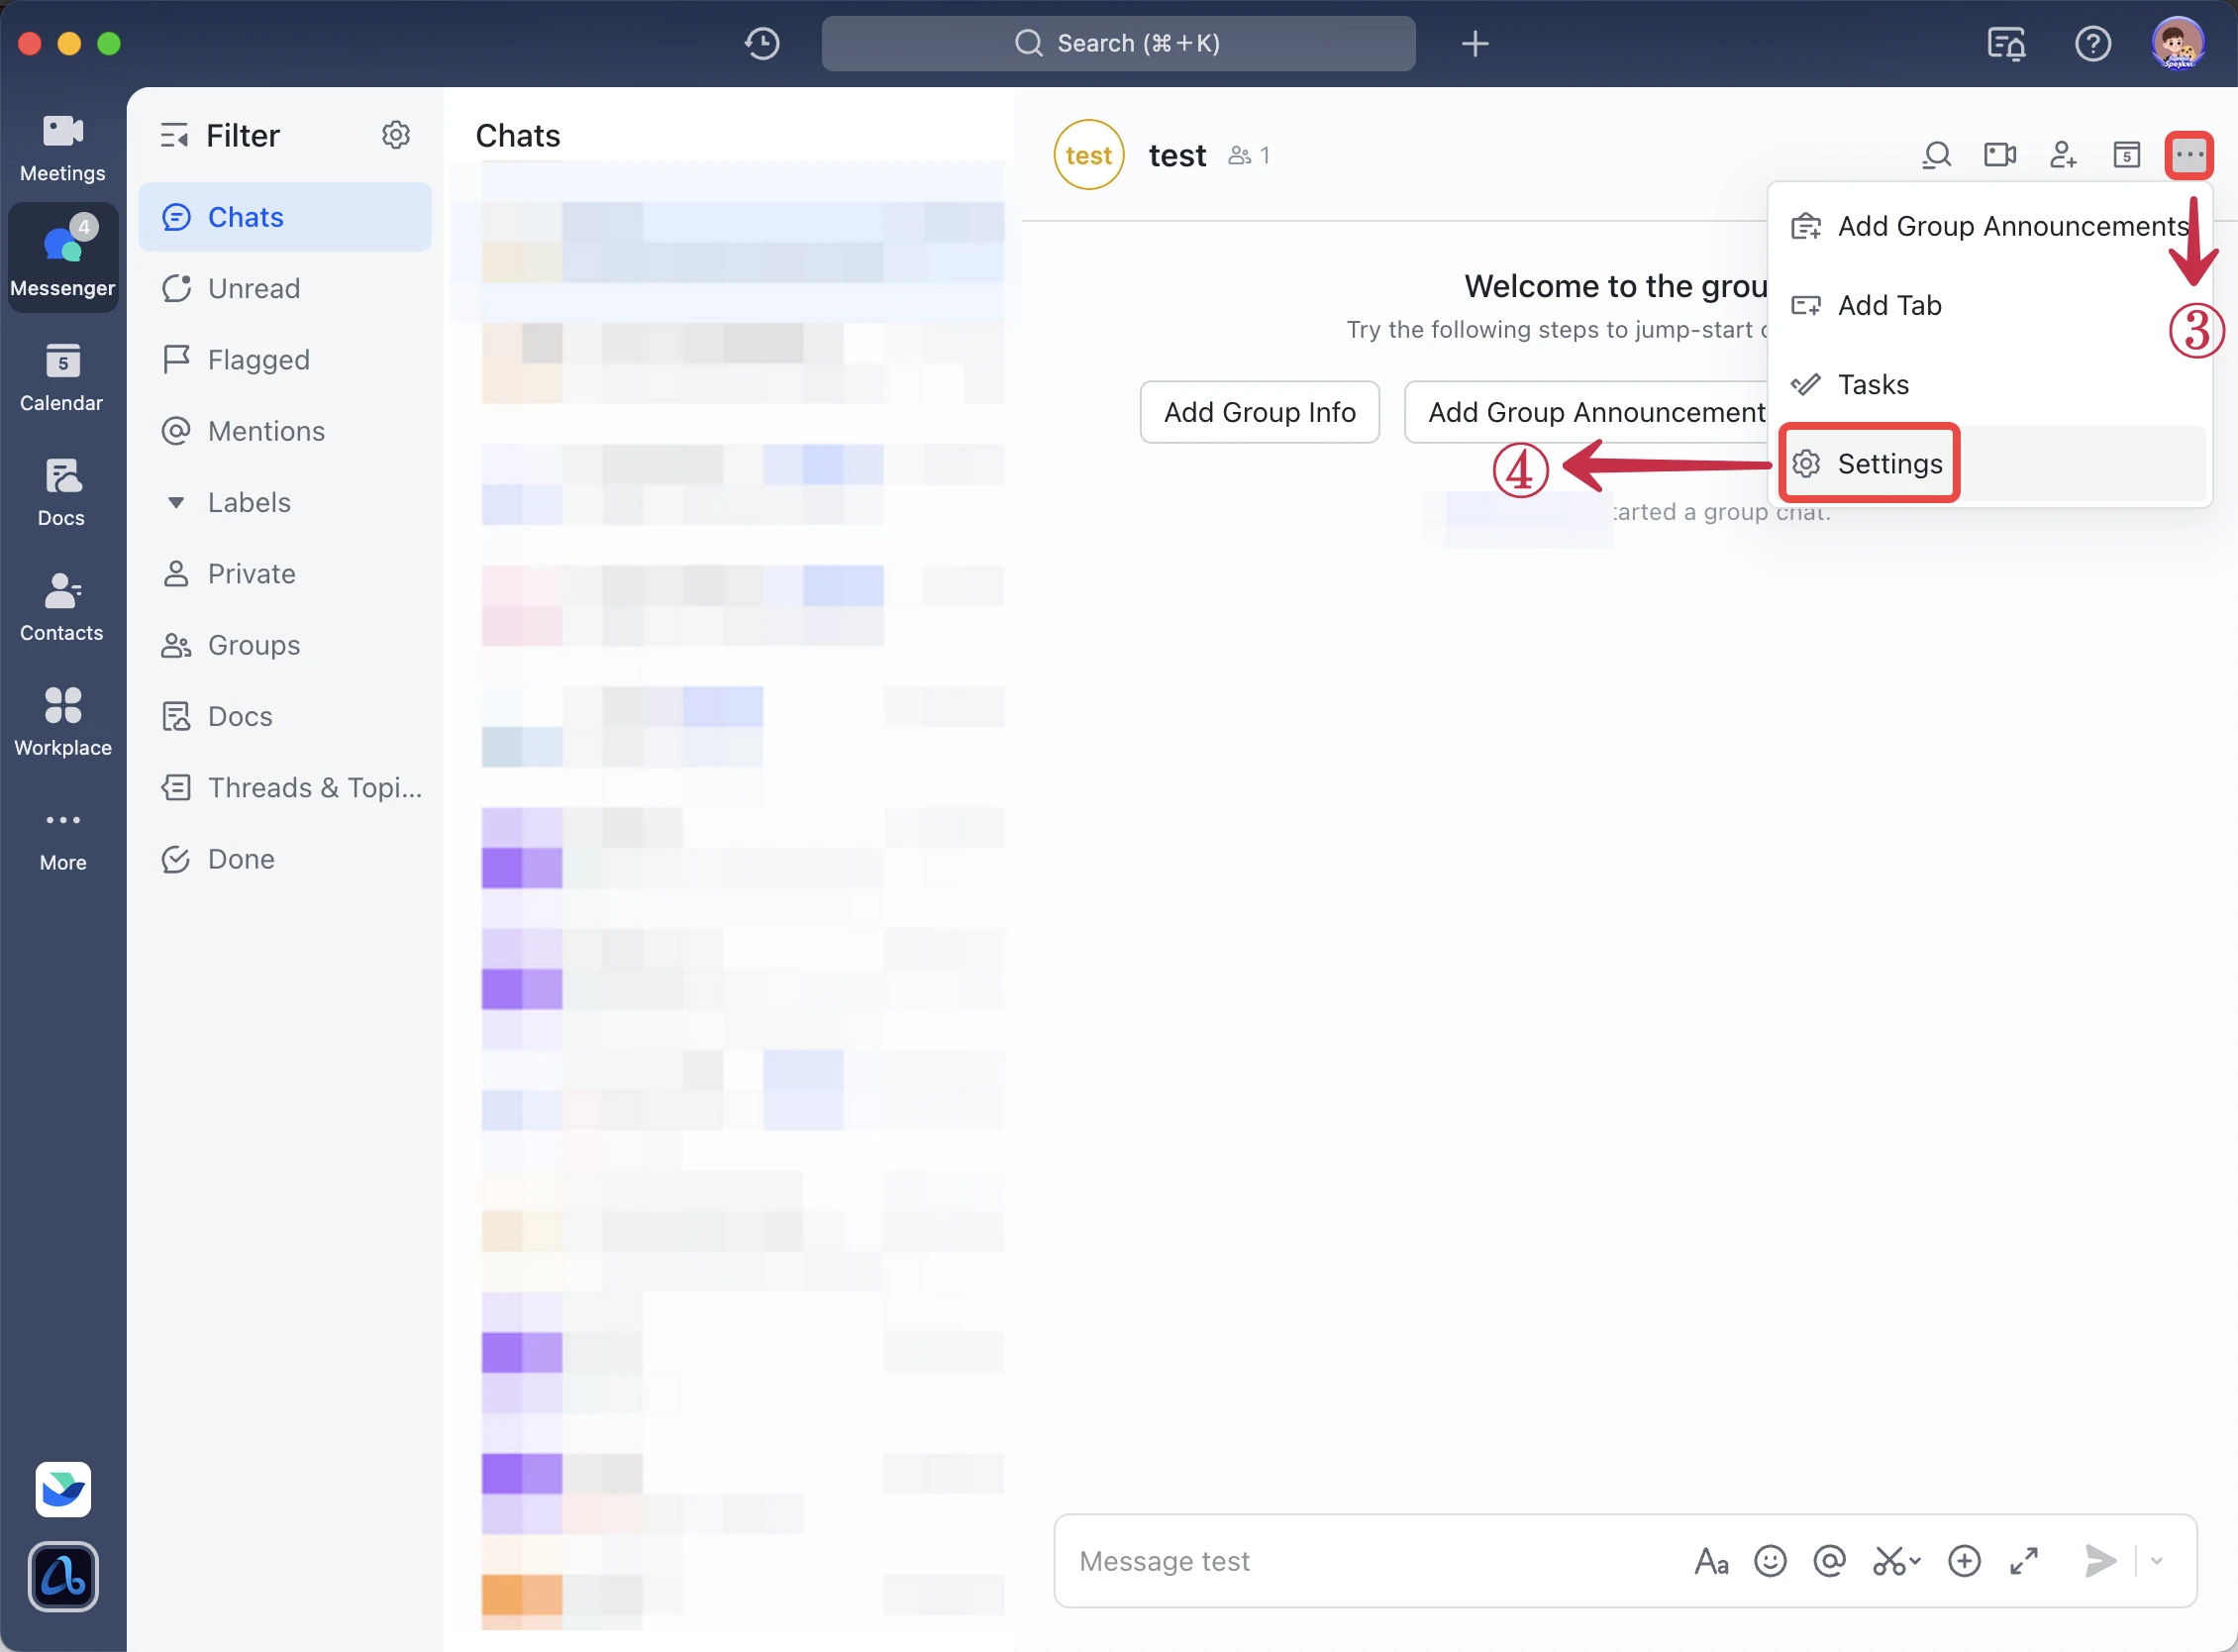 Search (⌘+K)
Meetings
4
Messenger
5
Calendar
Docs
Contacts
Workplace
More
Filter
Chats
Unread
Flagged
Mentions
Labels
Private
Groups
Docs
Threads & Topi...
Done
Chats
test
test 1
5
Add Group Announcements
Add Tab
Tasks
Settings
③
④
Welcome to the grou
Try the following steps to jump-start
Add Group Info
Add Group Announcement
tarted a group chat.
Message test
Aa